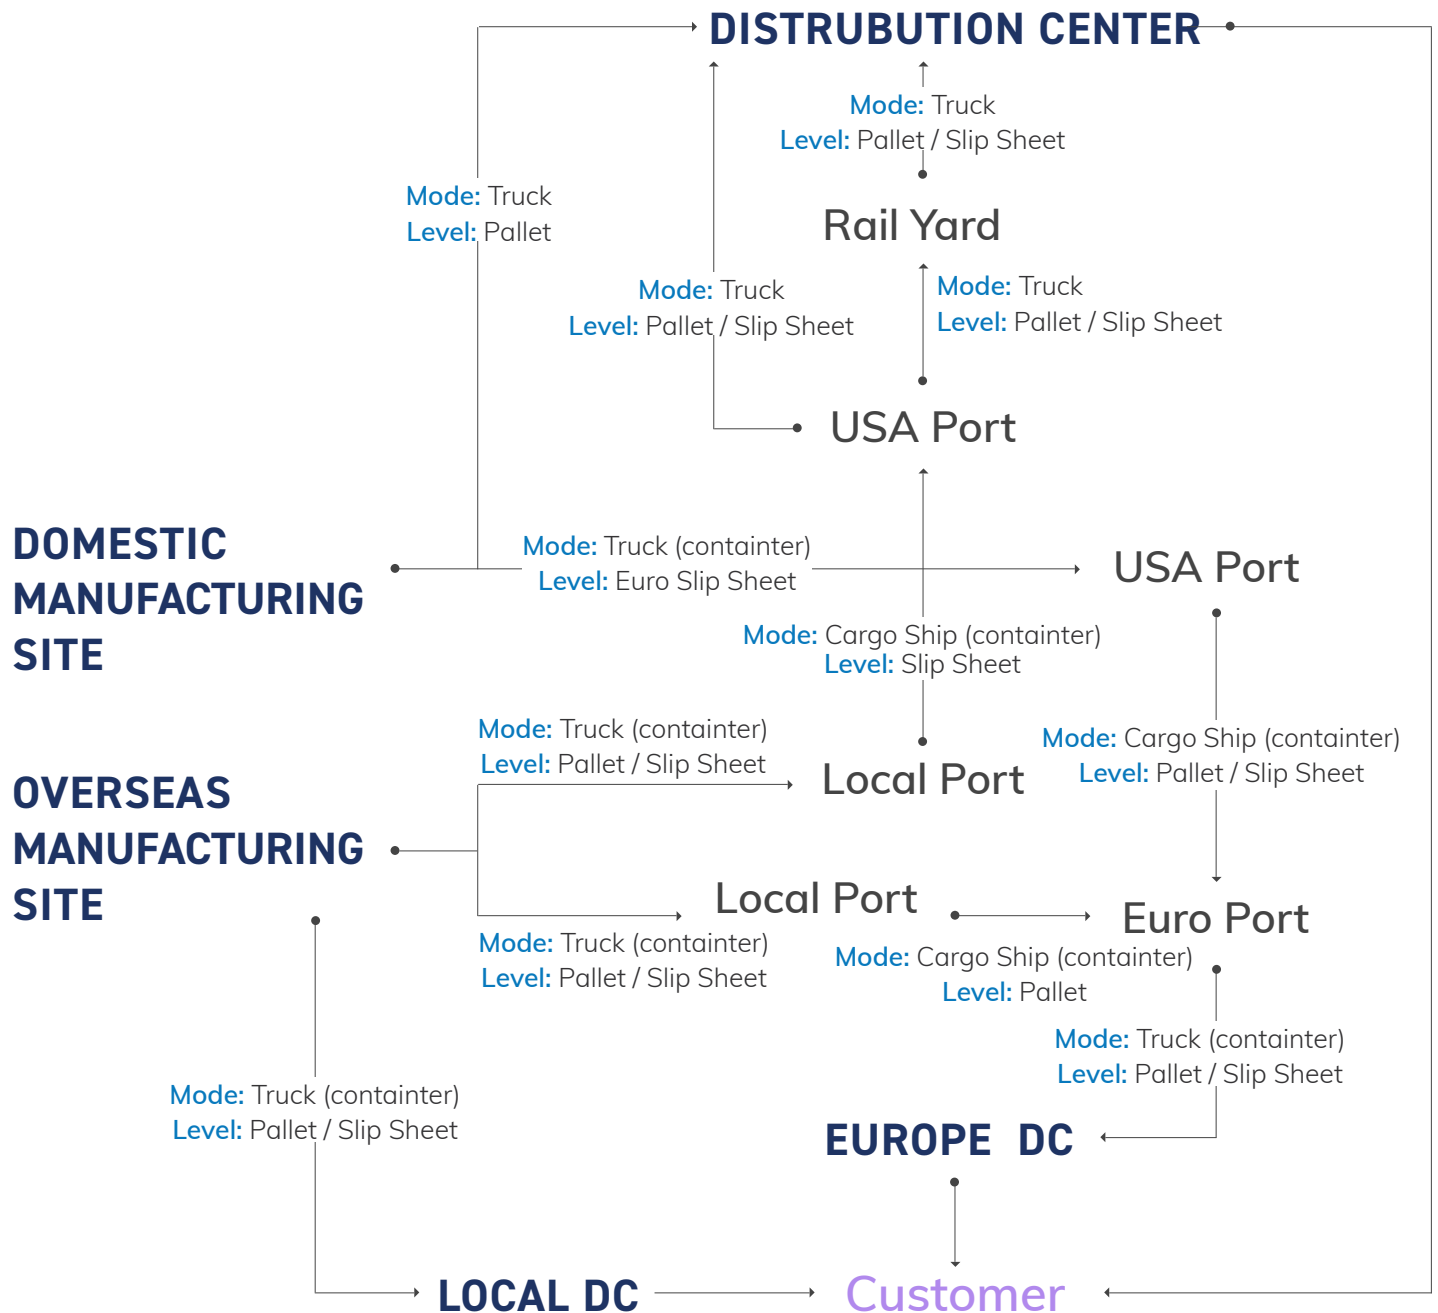 DISTRUBUTION CENTER
Mode: Truck
Level: Pallet / Slip Sheet
Mode: Truck
Level: Pallet
Rail Yard
Mode: Truck
Level: Pallet / Slip Sheet
Mode: Truck
Level: Pallet / Slip Sheet
USA Port
DOMESTIC
MANUFACTURING
SITE
Mode: Truck (containter)
Level: Euro Slip Sheet
USA Port
Mode: Cargo Ship (containter)
Level: Slip Sheet
Mode: Truck (containter)
Level: Pallet / Slip Sheet
Mode: Cargo Ship (containter)
Level: Pallet / Slip Sheet
Local Port
OVERSEAS
MANUFACTURING
SITE
Local Port
Euro Port
Mode: Truck (containter)
Level: Pallet / Slip Sheet
Mode: Cargo Ship (containter)
Level: Pallet
Mode: Truck (containter)
Level: Pallet / Slip Sheet
Mode: Truck (containter)
Level: Pallet / Slip Sheet
EUROPE DC
LOCAL DC
Customer